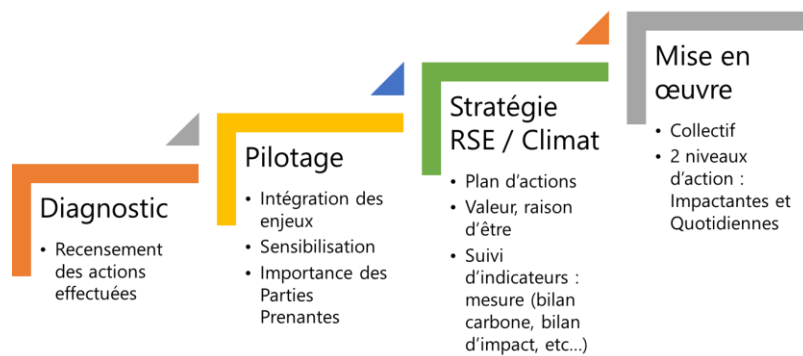 Diagnostic
• Recensement
des actions
effectuées
Pilotage
• Intégration des
enjeux
• Sensibilisation
• Importance des
Parties
Prenantes
Stratégie
RSE / Climat
• Plan d'actions
• Valeur, raison
d'être
• Suivi
d'indicateurs :
mesure (bilan
carbone, bilan
d'impact, etc...)
Mise en
œuvre
• Collectif
• 2 niveaux
d'action :
Impactantes et
Quotidiennes